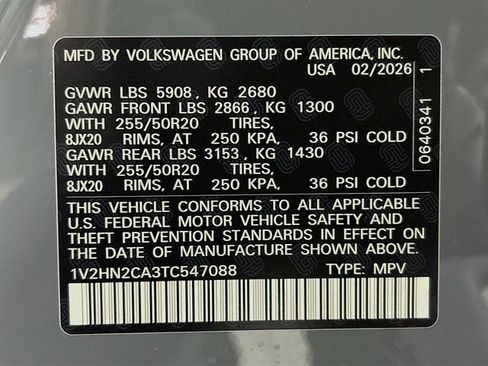 MFD BY VOLKSWAGEN GROUP OF AMERICA, INC.
USA 02/2026
GVWR LBS 5908, KG 2680
GAWR FRONT LBS 2866, KG 1300
WITH 255/50R20 TIRES,
8JX20 RIMS, AT 250 KPA, 36 PSI COLD
GAWR REAR LBS 3153, KG 1430
WITH 255/50R20 TIRES,
8JX20 RIMS, AT 250 KPA, 36 PSI COLD
THIS VEHICLE CONFORMS TO ALL APPLICABLE
U.S. FEDERAL MOTOR VEHICLE SAFETY AND
THEFT PREVENTION STANDARDS IN EFFECT ON
THE DATE OF MANUFACTURE SHOWN ABOVE.
1V2HN2CA3TC547088 TYPE: MPV
0640341 1